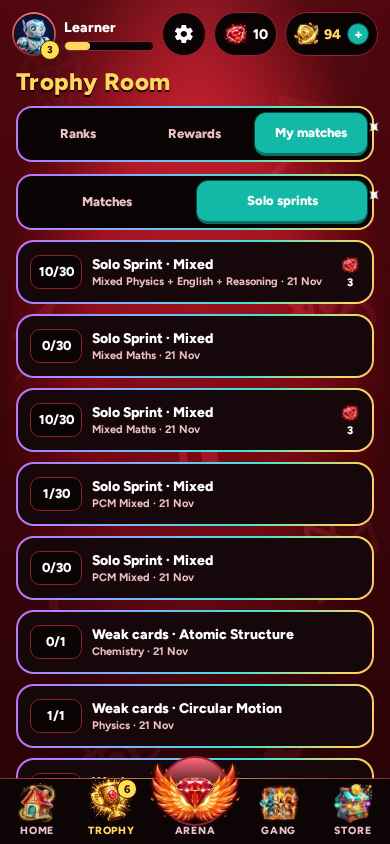 Learner
3
10
94
+
Trophy Room
Ranks
Rewards
My matches
Matches
Solo sprints
10/30
Solo Sprint · Mixed
Mixed Physics + English + Reasoning · 21 Nov
3
0/30
Solo Sprint · Mixed
Mixed Maths · 21 Nov
10/30
Solo Sprint · Mixed
Mixed Maths · 21 Nov
3
1/30
Solo Sprint · Mixed
PCM Mixed · 21 Nov
0/30
Solo Sprint · Mixed
PCM Mixed · 21 Nov
0/1
Weak cards · Atomic Structure
Chemistry · 21 Nov
1/1
Weak cards · Circular Motion
Physics · 21 Nov
6
HOME
TROPHY
ARENA
GANG
STORE